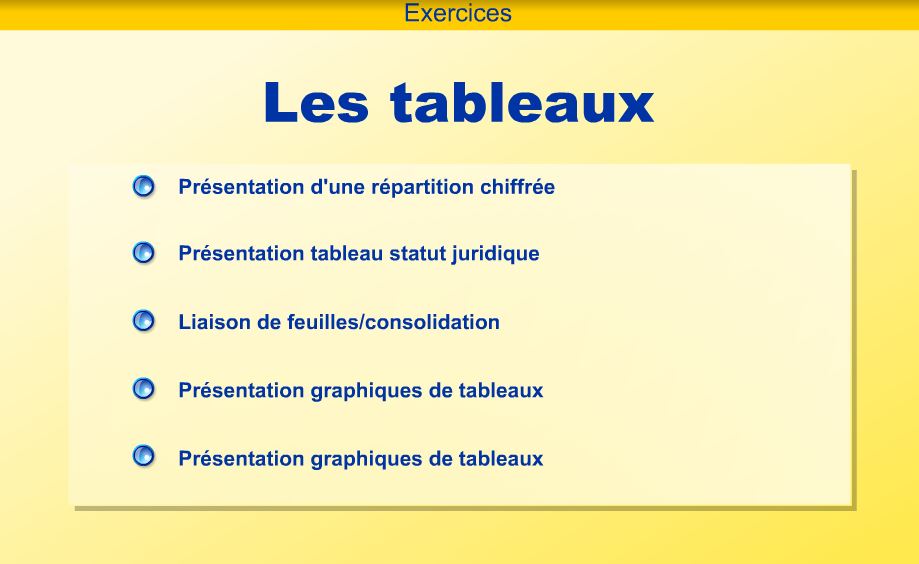 Exercices
Les tableaux
Présentation d'une répartition chiffrée
Présentation tableau statut juridique
Liaison de feuilles/consolidation
Présentation graphiques de tableaux
Présentation graphiques de tableaux